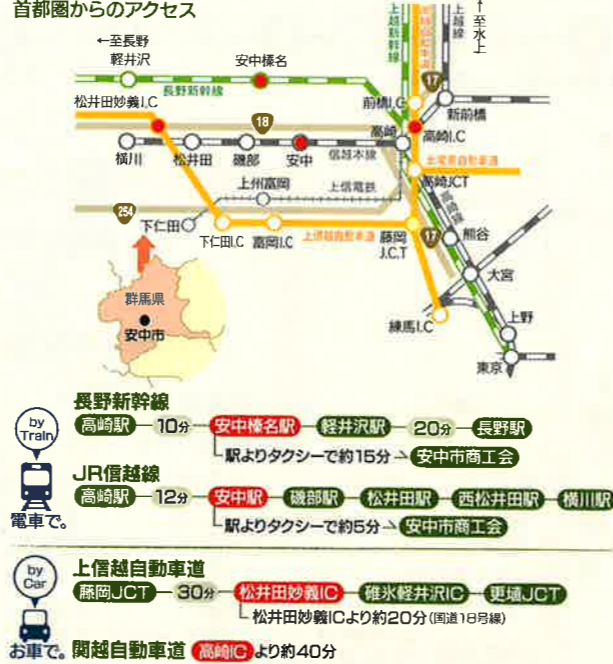 首都圏からのアクセス
←至長野
軽井沢
安中榛名
長野新幹線
松井田妙義I.C
18
横川
松井田
磯部
安中
信越本線
高崎
上州富岡
上信電鉄
254
下仁田
下仁田I.C
富岡I.C
上信越自動車道
藤岡
J.C.T
上越新幹線
関越自動車道
上越線
↑至水上
17
前橋I.C
新前橋
高崎I.C
北関東自動車道
高崎JCT
高崎線
17
熊谷
大宮
上野
東京
練馬I.C
群馬県
安中市
by
Train
電車で。
長野新幹線
高崎駅 10分 安中榛名駅 軽井沢駅 20分 長野駅
駅よりタクシーで約15分 安中市商工会
JR信越線
高崎駅 12分 安中駅 磯部駅 松井田駅 西松井田駅 横川駅
駅よりタクシーで約5分 安中市商工会
by
Car
お車で。
上信越自動車道
藤岡JCT 30分 松井田妙義IC 碓氷軽井沢IC 更埴JCT
松井田妙義ICより約20分(国道18号線)
関越自動車道 高崎IC より約40分